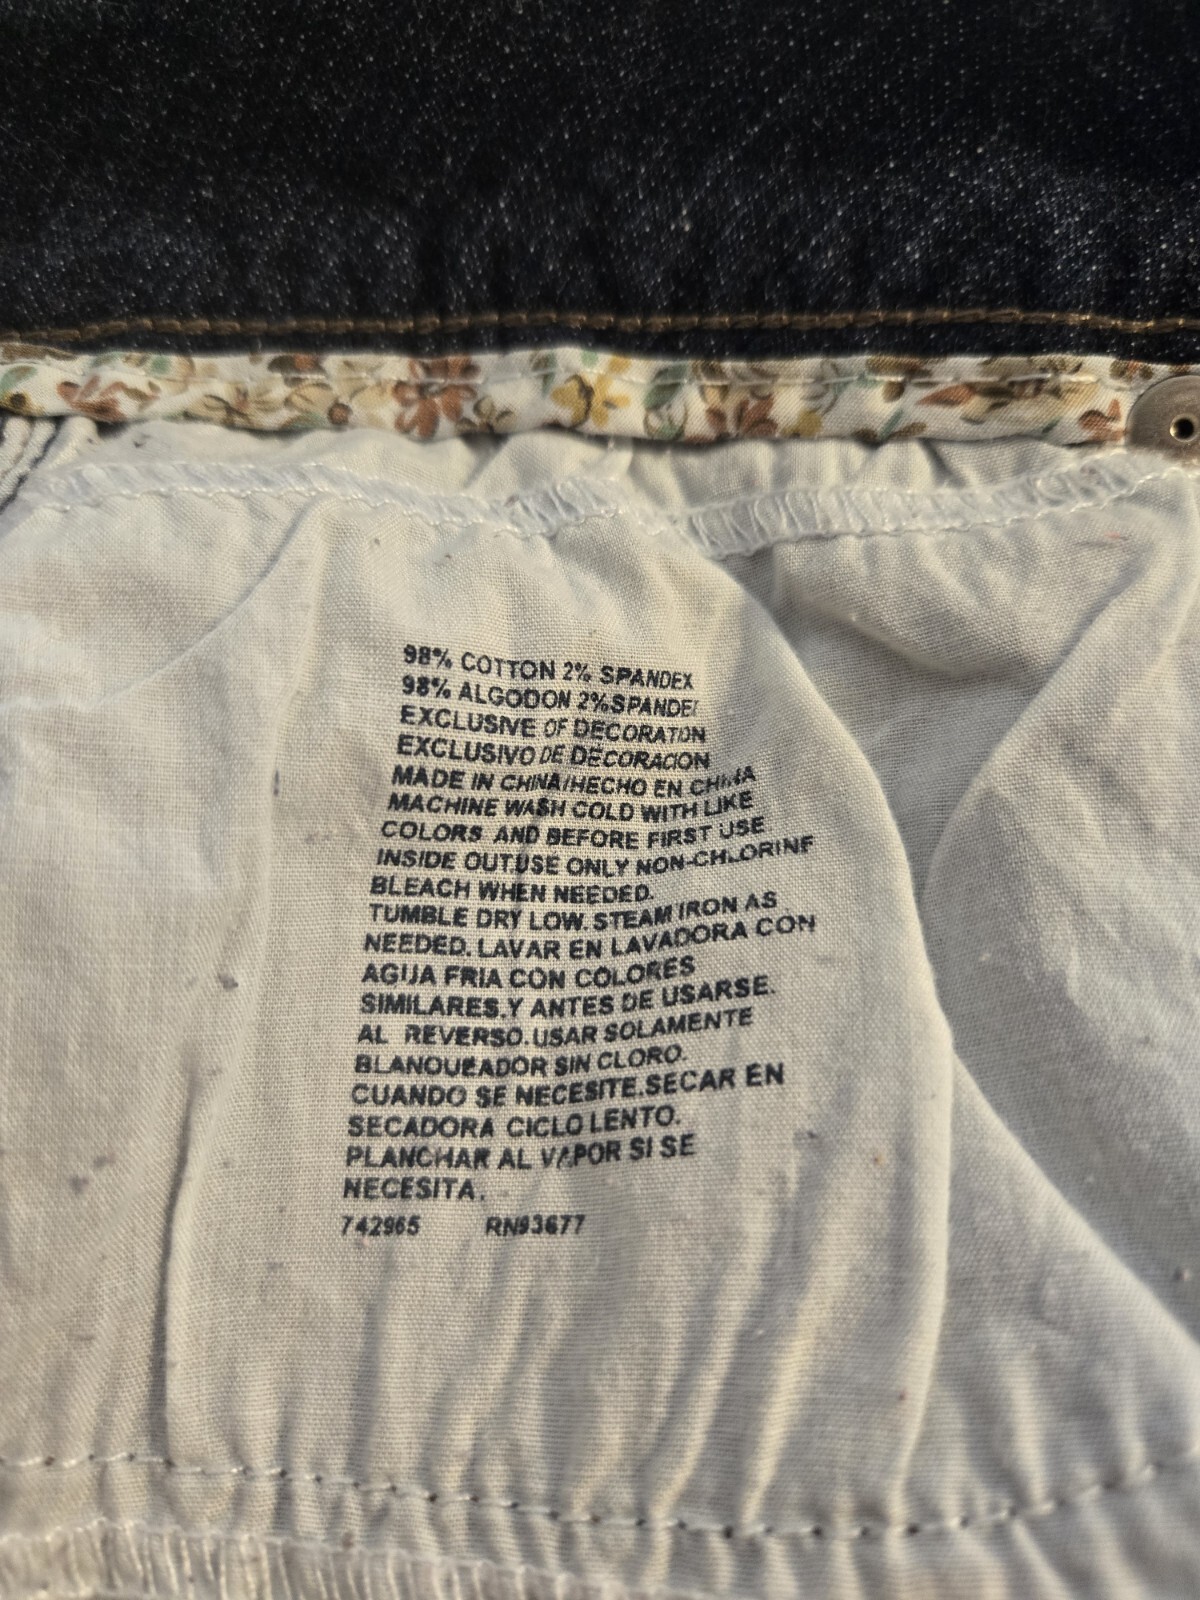 98% COTTON 2% SPANDEX
98% ALGODON 2%SPANDEX
EXCLUSIVE OF DECORATON
EXCLUSIVO DE DECORACION
MADE IN CHINA/HECHO EN CHINA
MACHINE WASH COLD WITH LIKE
COLORS AND BEFORE FIRST USE
INSIDE OUT.USE ONLY NON-CHLORINE
BLEACH WHEN NEEDED.
TUMBLE DRY LOW. STEAM IRON AS
NEEDED. LAVAR EN LAVADORA CON
AGUA FRIA CON COLORES
SIMILARES.Y ANTES DE USARSE.
AL REVERSO.USAR SOLAMENTE
BLANQUEADOR SIN CLORO.
CUANDO SE NECESITE.SECAR EN
SECADORA CICLO LENTO.
PLANCHAR AL VAPOR SI SE
NECESITA.
742965 RN93677